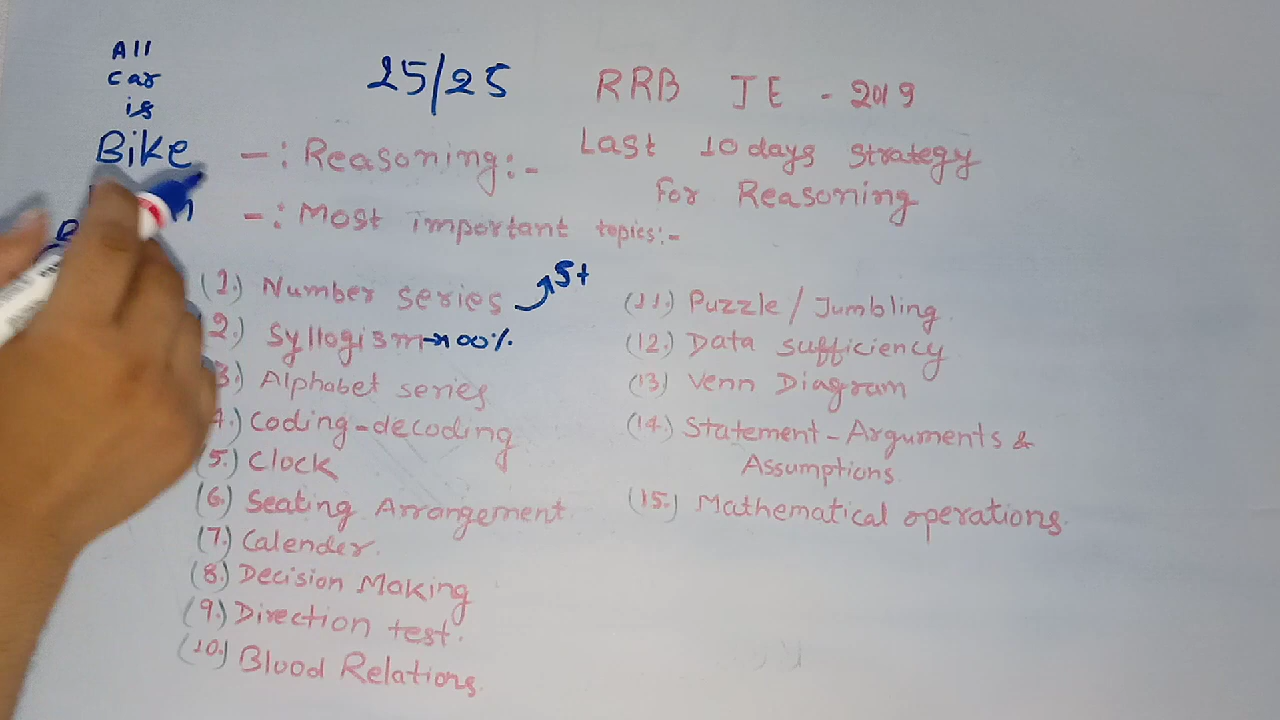 All
car
is
Bike
25/25
RRB JE - 2019
Last 10 days strategy
For Reasoning
-: Reasoning:-
-: Most important topics:-
(1.) Number series → 5+
(2.) Syllogism → 100%
3.) Alphabet series
4.) Coding-decoding
(5.) Clock
(6.) Seating Arrangement.
(7.) Calender.
(8.) Decision Making
(9.) Direction test.
(10.) Blood Relations.
(11.) Puzzle / Jumbling.
(12.) Data sufficiency
(13) Venn Diagram
(14.) Statement - Arguments &
Assumptions.
(15.) Mathematical operations.